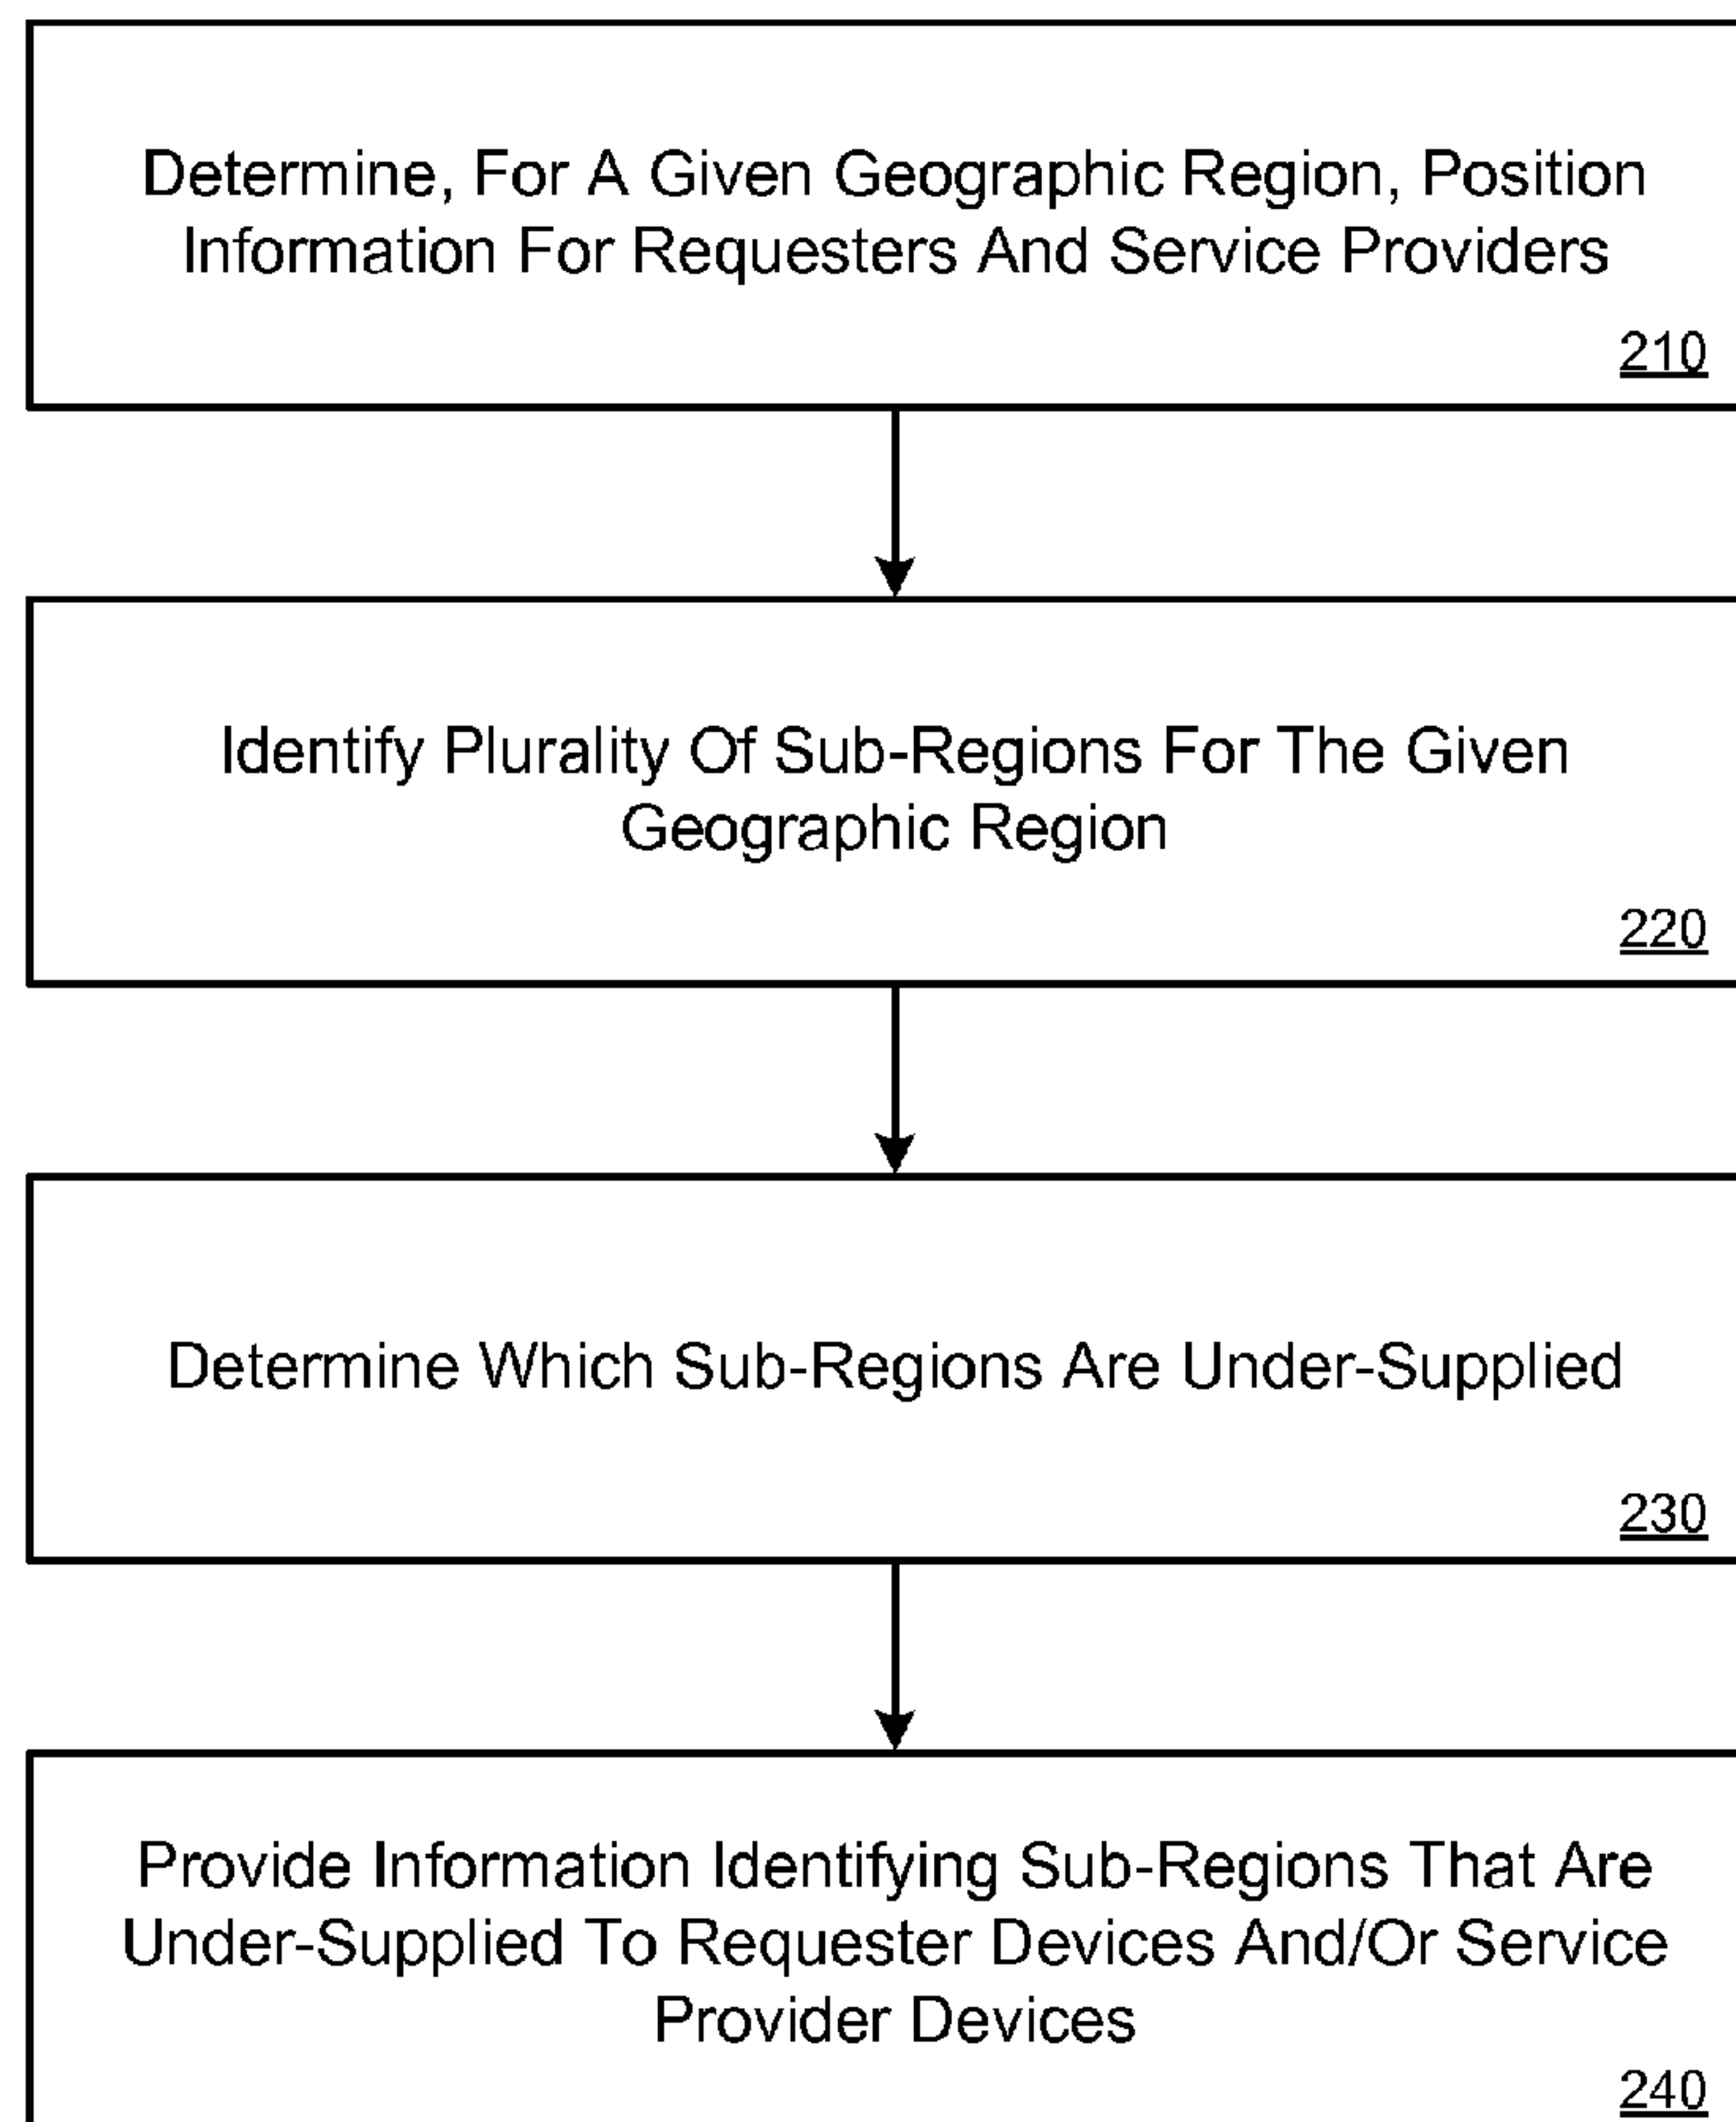 Determine, For A Given Geographic Region, Position
Information For Requesters And Service Providers
210
Identify Plurality Of Sub-Regions For The Given
Geographic Region
220
Determine Which Sub-Regions Are Under-Supplied
230
Provide Information Identifying Sub-Regions That Are
Under-Supplied To Requester Devices And/Or Service
Provider Devices
240